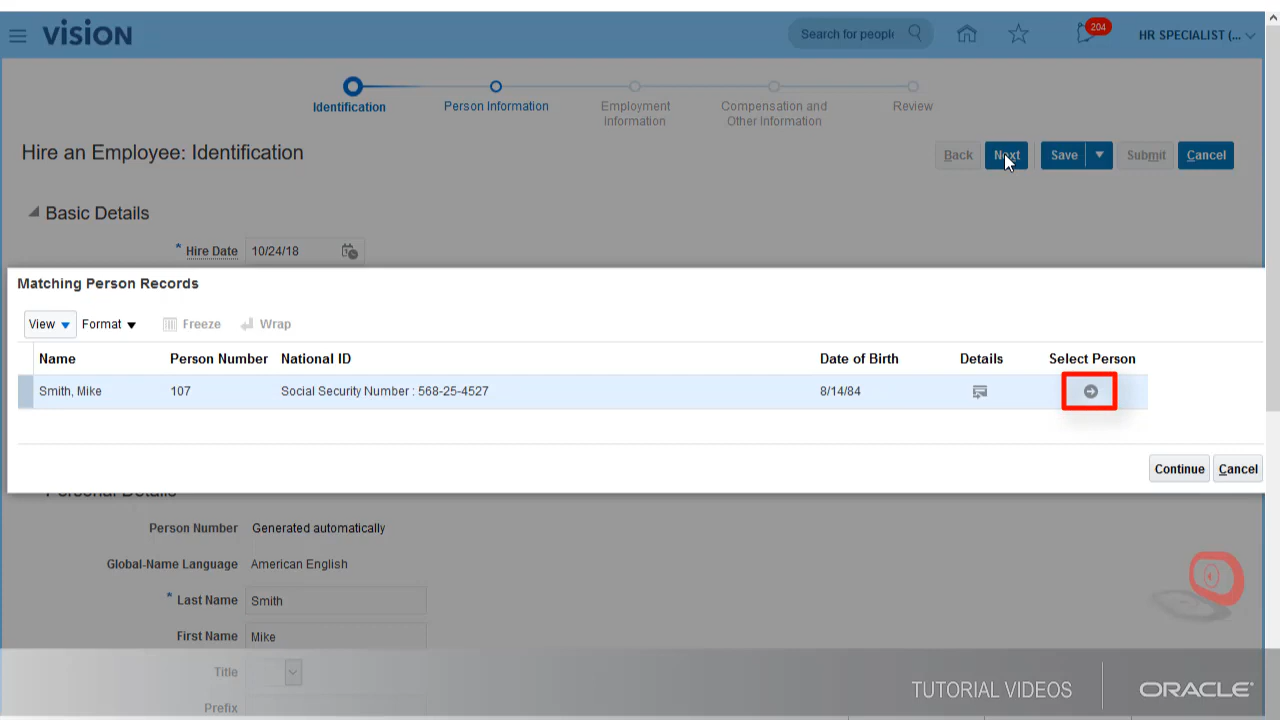 vision
Search for people
204
HR SPECIALIST (...
Identification
Person Information
Employment
Information
Compensation and
Other Information
Review
Hire an Employee: Identification
Back
Next
Save
Submit
Cancel
Basic Details
* Hire Date 10/24/18
Matching Person Records
View
Format
Freeze
Wrap
Name
Person Number
National ID
Date of Birth
Details
Select Person
Smith, Mike
107
Social Security Number : 568-25-4527
8/14/84
Continue
Cancel
Personal Details
Person Number Generated automatically
Global-Name Language American English
* Last Name Smith
First Name Mike
Title
Prefix
TUTORIAL VIDEOS
ORACLE